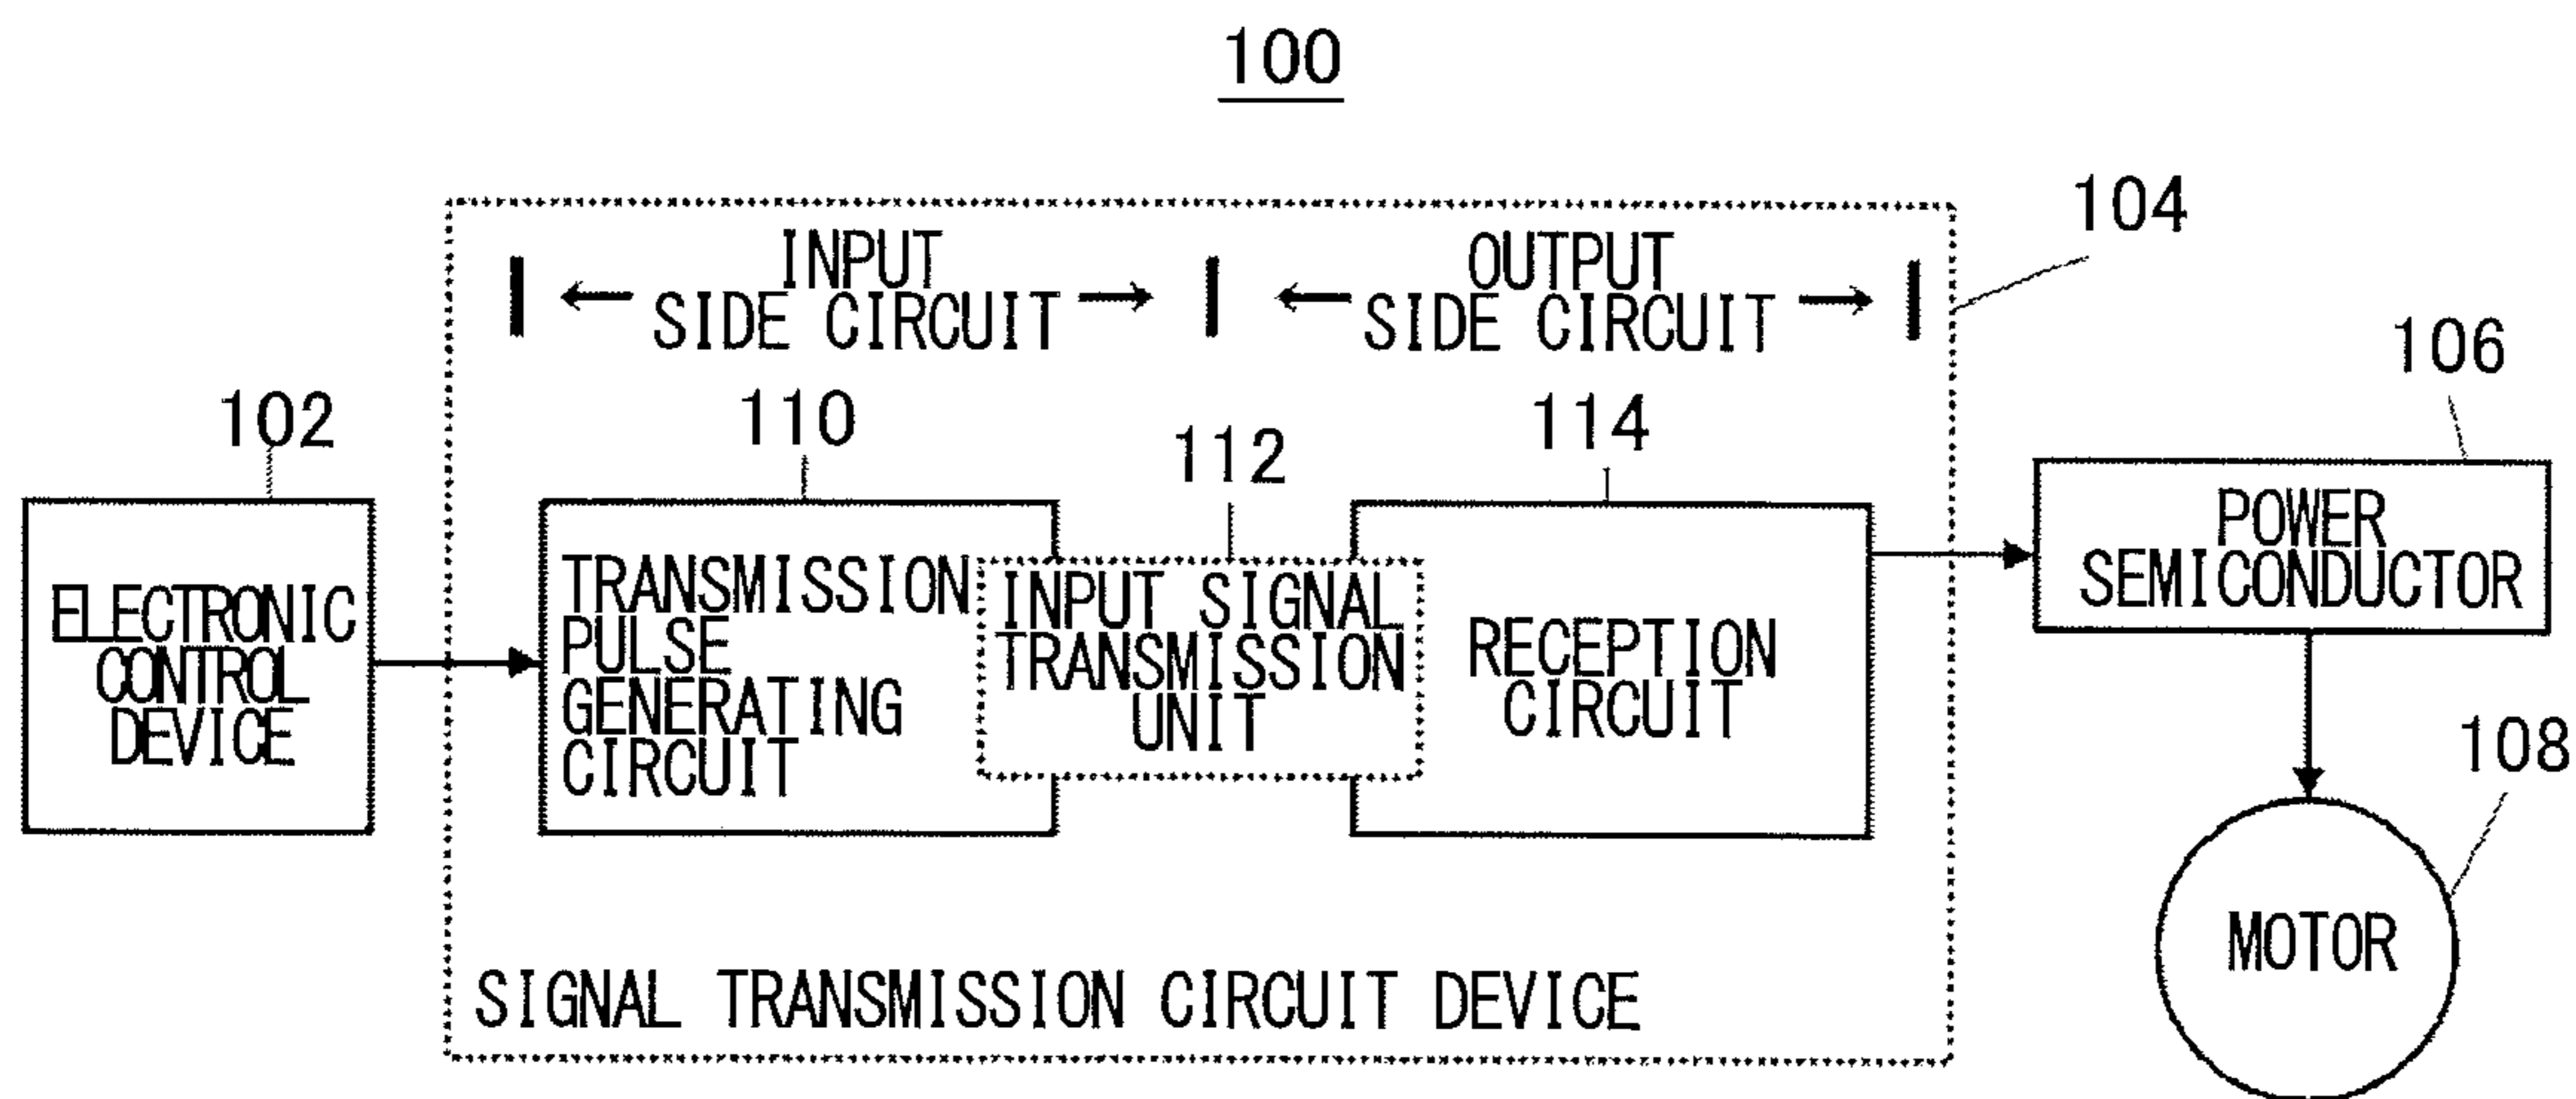 100
104
INPUT
SIDE CIRCUIT
OUTPUT
SIDE CIRCUIT
106
102
110
112
114
ELECTRONIC
CONTROL
DEVICE
TRANSMISSION
PULSE
GENERATING
CIRCUIT
INPUT SIGNAL
TRANSMISSION
UNIT
RECEPTION
CIRCUIT
POWER
SEMICONDUCTOR
108
MOTOR
SIGNAL TRANSMISSION CIRCUIT DEVICE